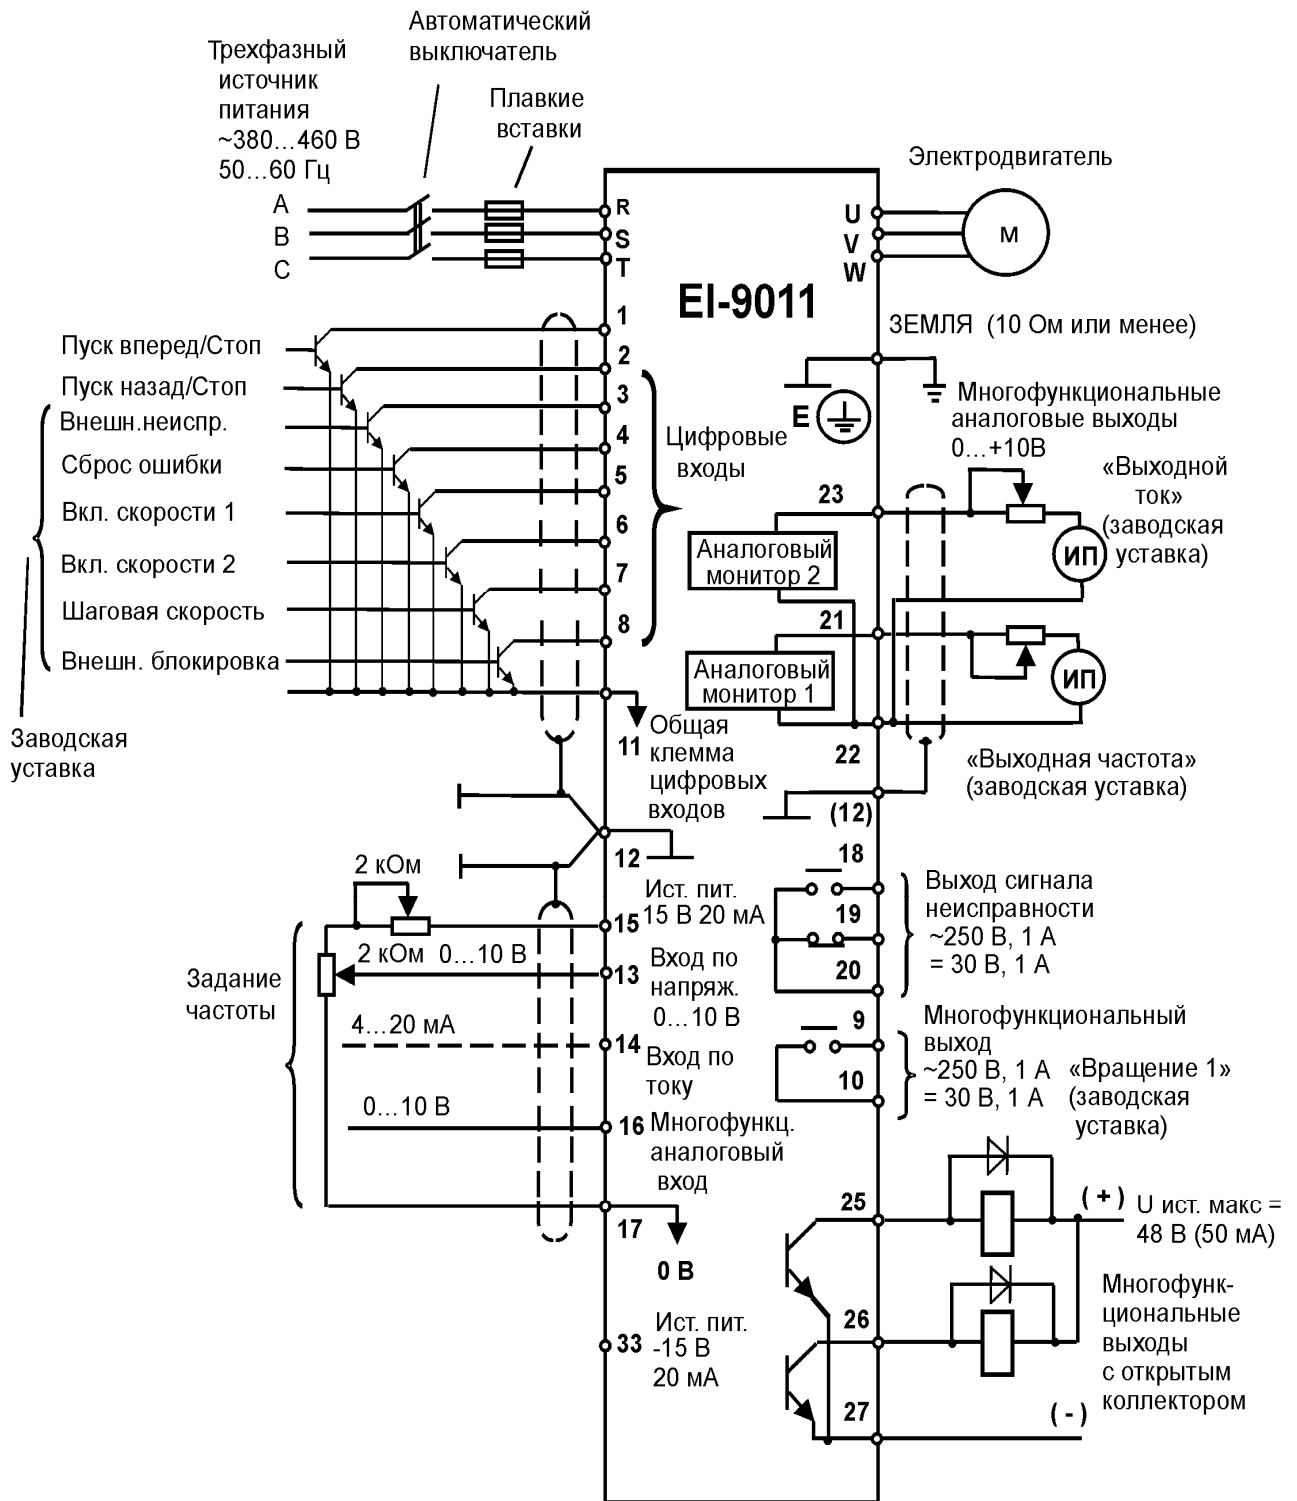 Автоматический
выключатель
Трехфазный
источник
питания
~380...460 В
50...60 Гц
Плавкие
вставки
Электродвигатель
A
B
C
R
S
T
U
V
W
М
EI-9011
ЗЕМЛЯ (10 Ом или менее)
E
Пуск вперед/Стоп
Пуск назад/Стоп
Внешн.неиспр.
Сброс ошибки
Вкл. скорости 1
Вкл. скорости 2
Шаговая скорость
Внешн. блокировка
Заводская
уставка
1
2
3
4
5
6
7
8
Цифровые
входы
11
Общая
клемма
цифровых
входов
Многофункциональные
аналоговые выходы
0...+10В
«Выходной
ток»
(заводская
уставка)
23
Аналоговый
монитор 2
ИП
21
Аналоговый
монитор 1
ИП
22
«Выходная частота»
(заводская уставка)
(12)
12
2 кОм
Ист. пит.
15 В 20 мА
15
2 кОм 0...10 В
13
Вход по
напряж.
0...10 В
Задание
частоты
4...20 мА
14
Вход по
току
0...10 В
16
Многофункц.
аналоговый
вход
17
0 В
33
Ист. пит.
-15 В
20 мА
18
19
20
Выход сигнала
неисправности
~250 В, 1 А
= 30 В, 1 А
9
10
Многофункциональный
выход
~250 В, 1 А
= 30 В, 1 А
«Вращение 1»
(заводская
уставка)
25
(+)
U ист. макс =
48 В (50 мА)
26
Многофунк-
циональные
выходы
с открытым
коллектором
27
(-)